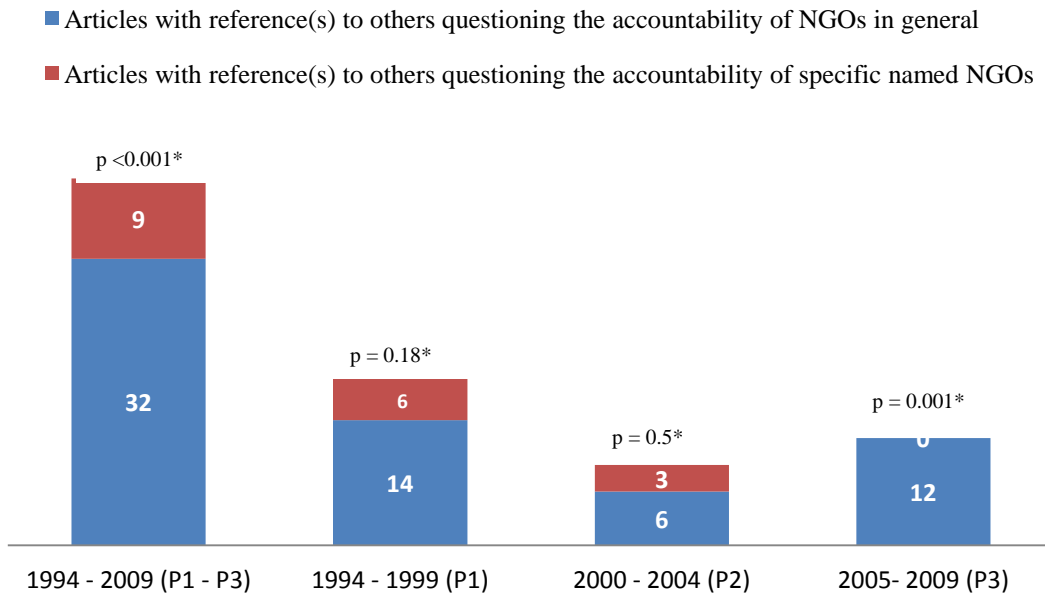 Articles with reference(s) to others questioning the accountability of NGOs in general
Articles with reference(s) to others questioning the accountability of specific named NGOs
p <0.001*
9
32
p = 0.18*
6
14
p = 0.5*
3
6
p = 0.001*
0
12
1994 - 2009 (P1 - P3)
1994 - 1999 (P1)
2000 - 2004 (P2)
2005- 2009 (P3)